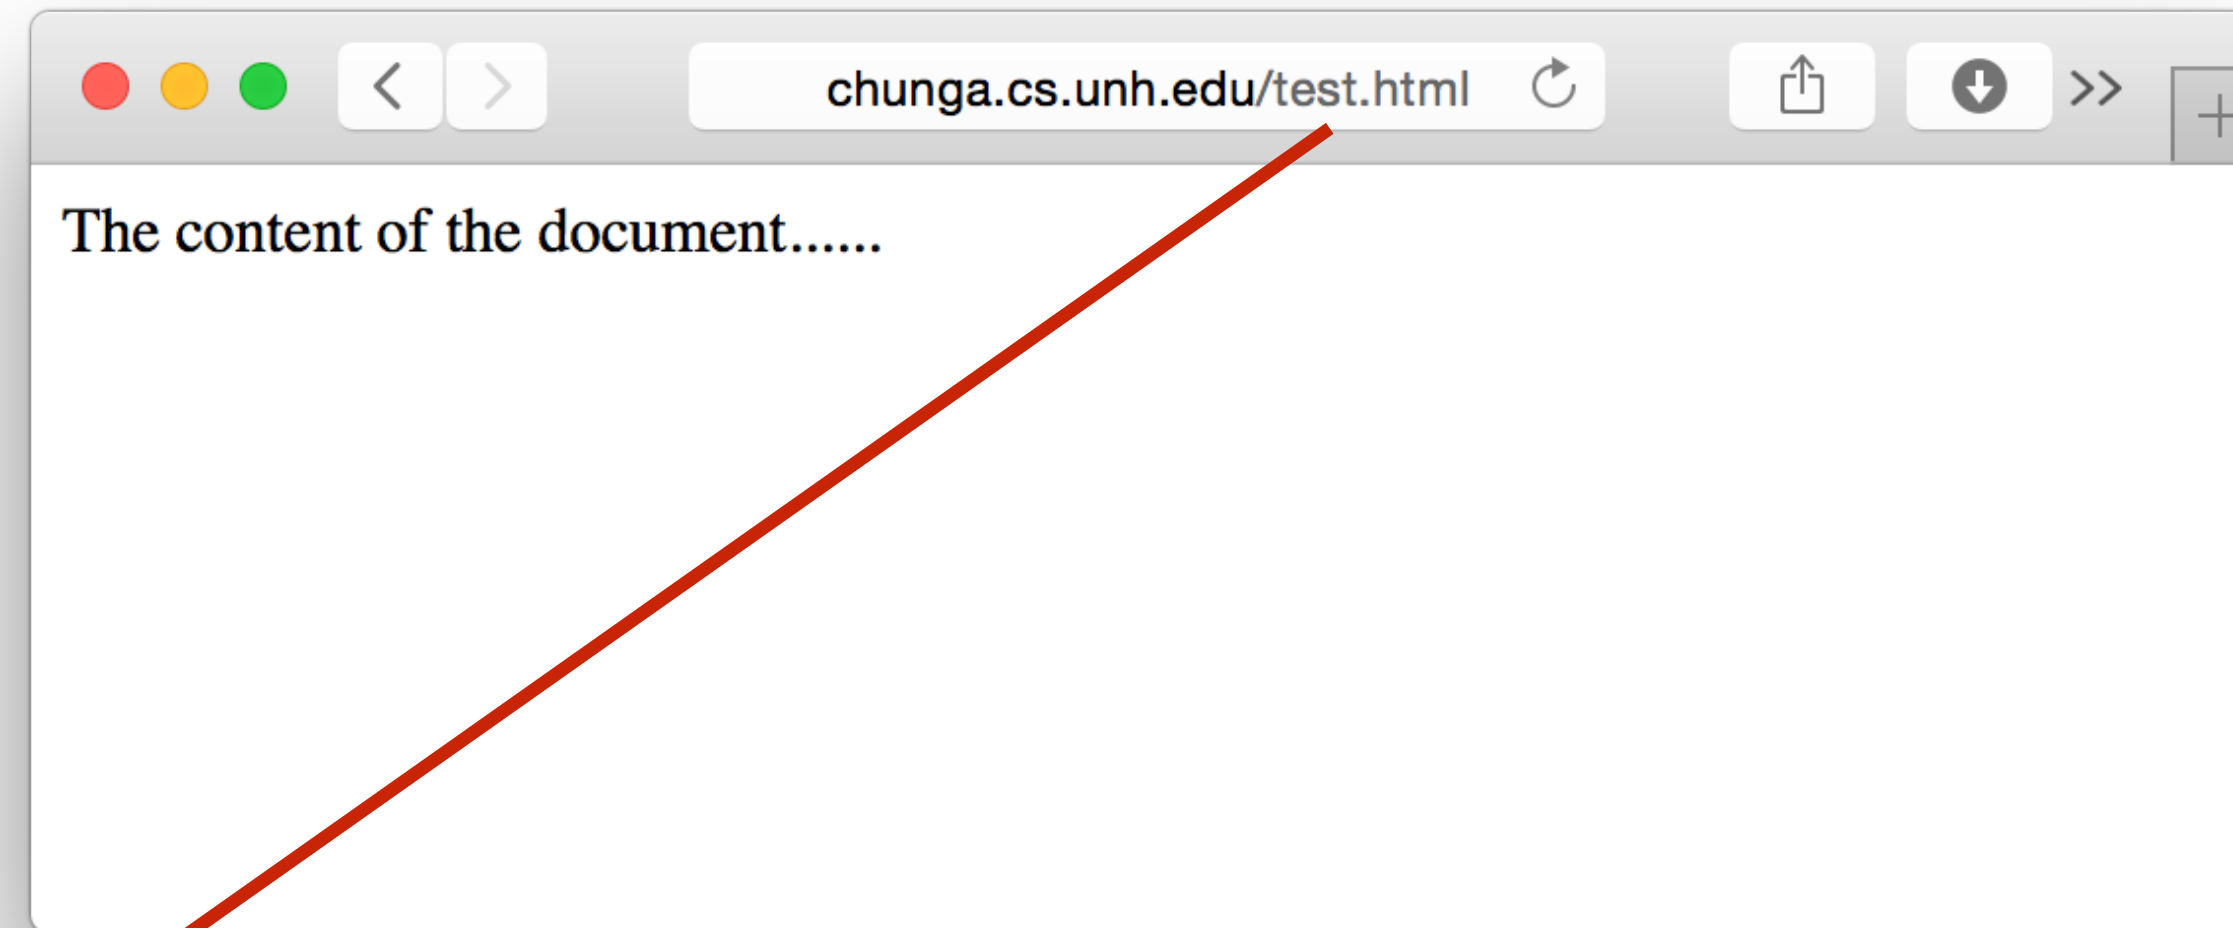 chunga.cs.unh.edu/test.html
The content of the document......